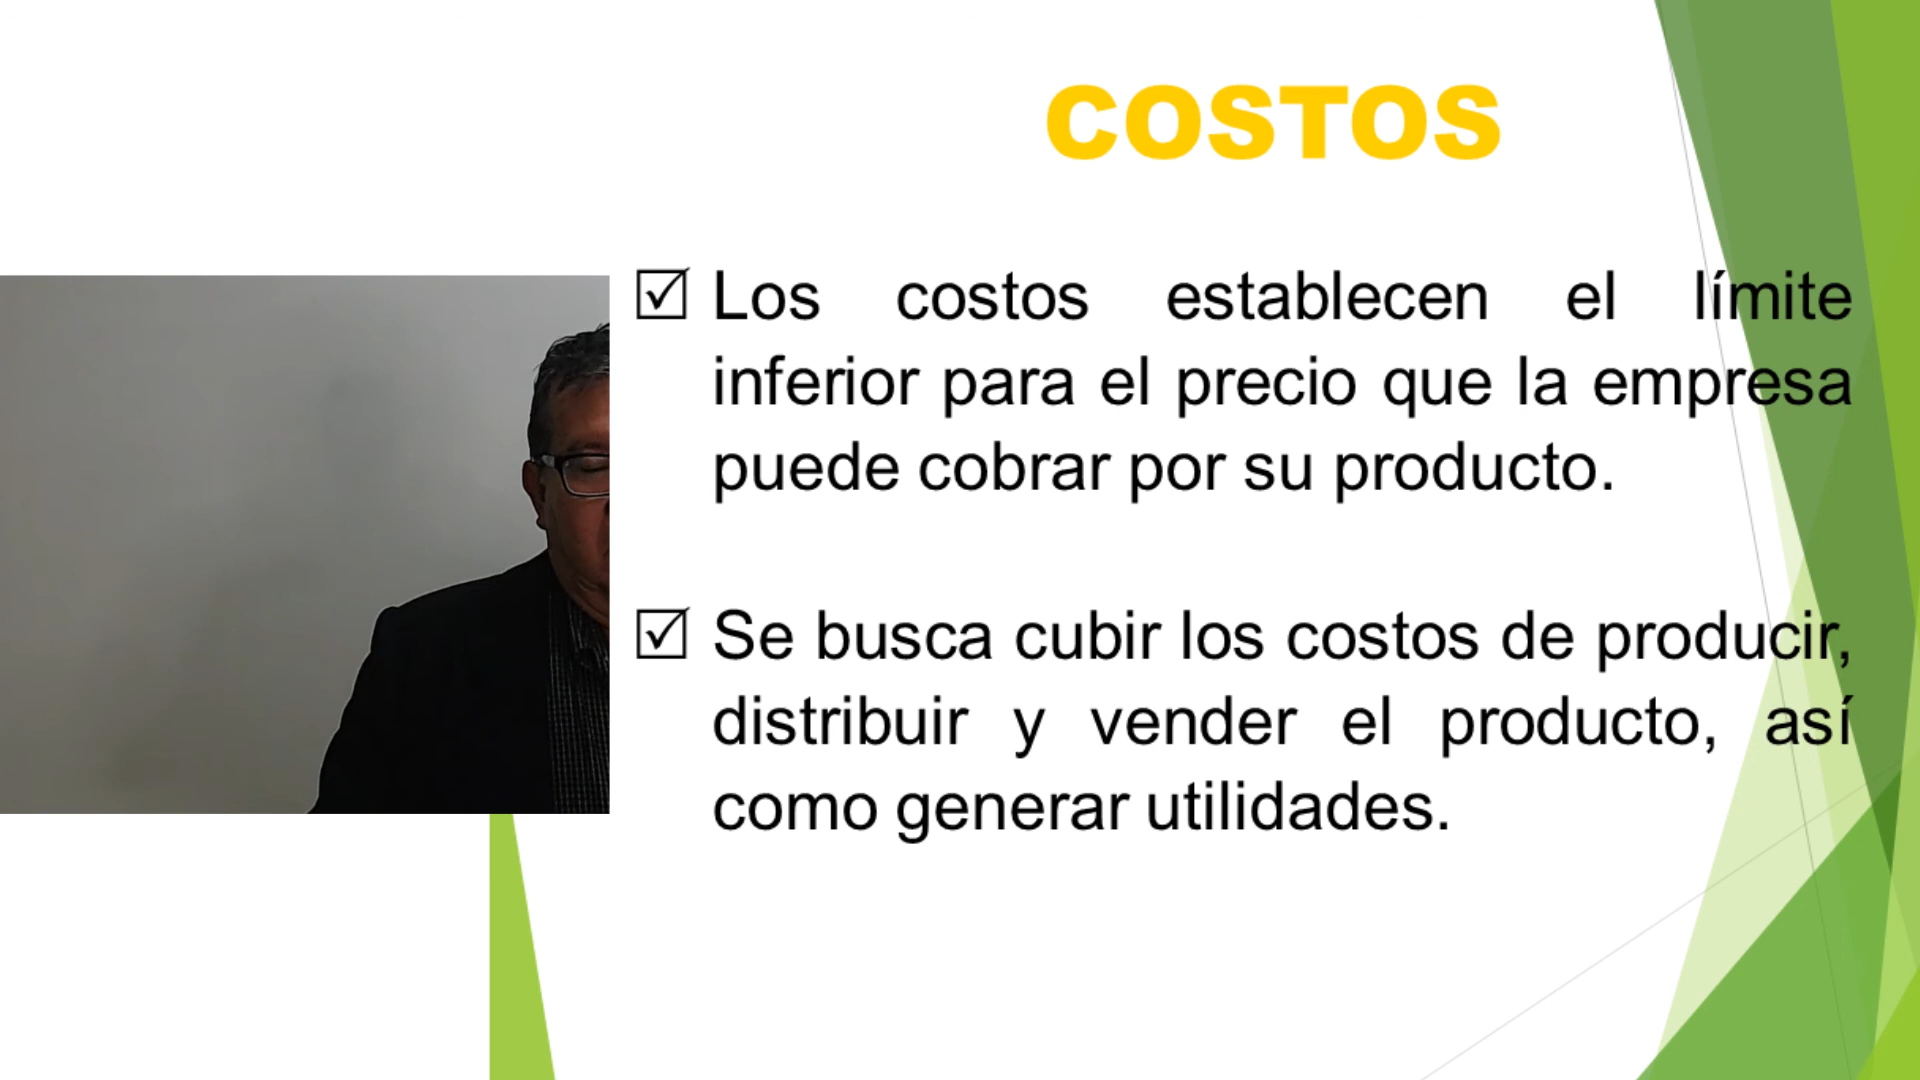 COSTOS
☑ Los costos establecen el límite
inferior para el precio que la empresa
puede cobrar por su producto.
☑ Se busca cubir los costos de producir,
distribuir y vender el producto, así
como generar utilidades.